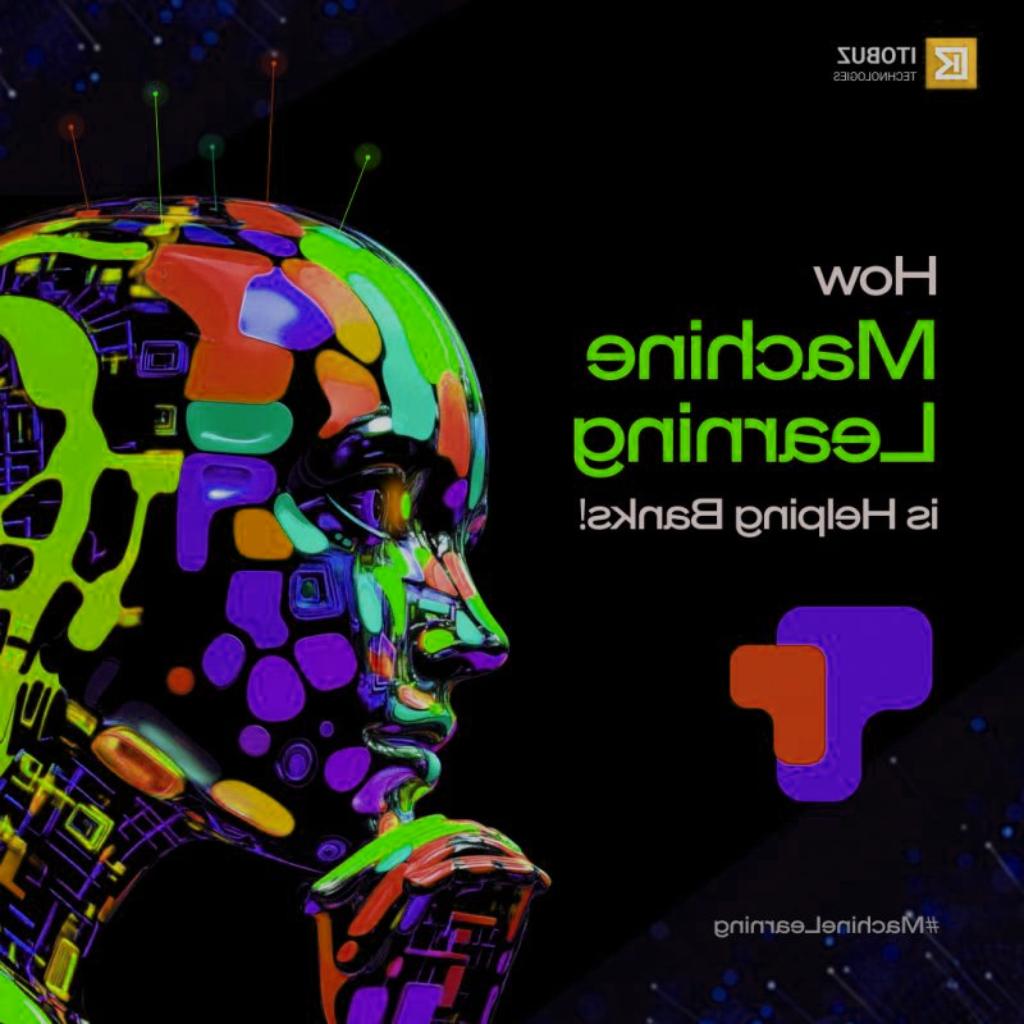 ITOBUZ
TECHNOLOGIES
How
Machine
Learning
is Helping Banks!
#MachineLearning